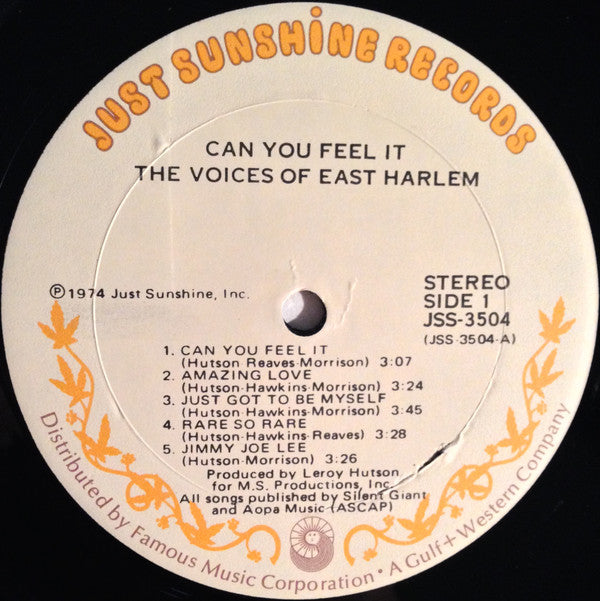 JUST SUNSHINE RECORDS
CAN YOU FEEL IT
THE VOICES OF EAST HARLEM
℗1974 Just Sunshine, Inc.
STEREO
SIDE 1
JSS-3504
(JSS-3504-A)
1. CAN YOU FEEL IT
(Hutson-Reaves-Morrison) 3:07
2. AMAZING LOVE
(Hutson-Hawkins-Morrison) 3:24
3. JUST GOT TO BE MYSELF
(Hutson-Hawkins-Morrison) 3:45
4. RARE SO RARE
(Hutson-Hawkins-Reaves) 3:28
5. JIMMY JOE LEE
(Hutson-Morrison) 3:26
Produced by Leroy Hutson
for M.S. Productions, Inc.
All songs published by Silent Giant
and Aopa Music (ASCAP)
Distributed by Famous Music Corporation • A Gulf+Western Company